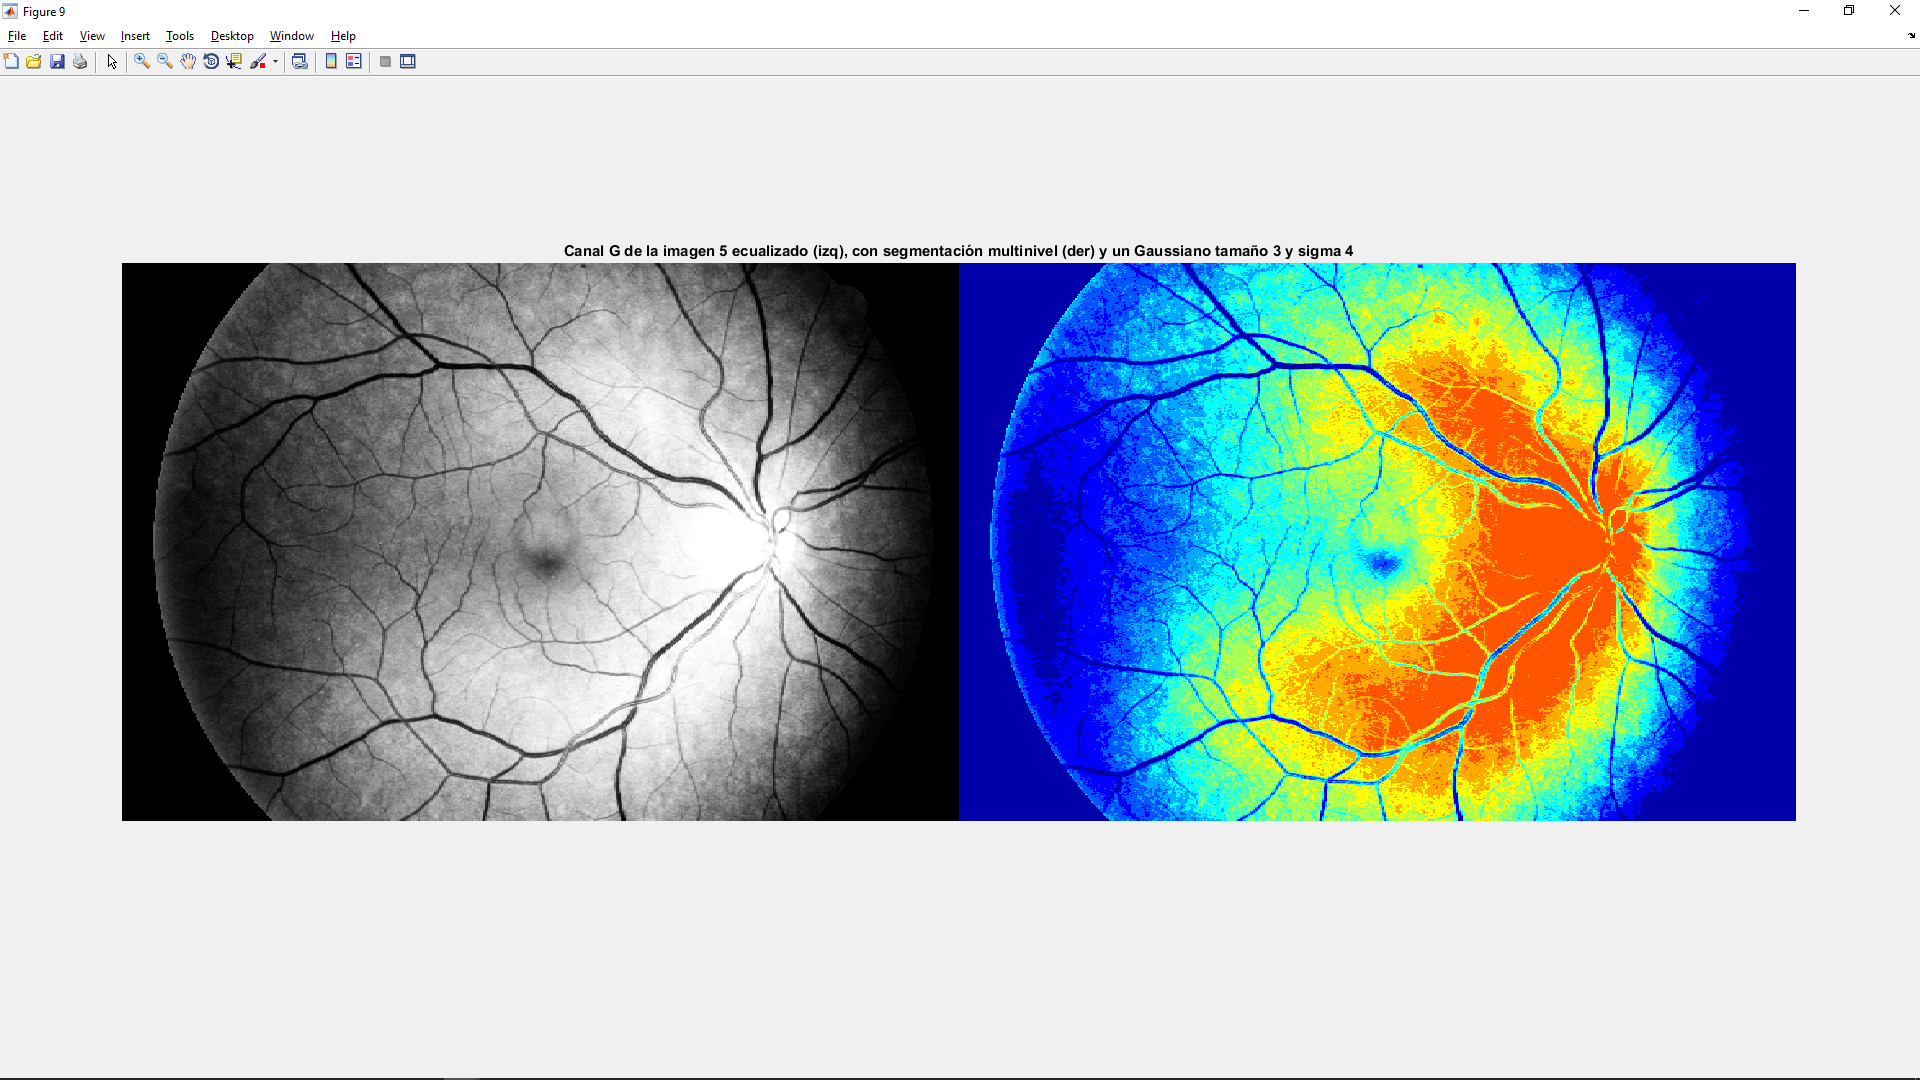 Figure 9
File Edit View Insert Tools Desktop Window Help
Canal G de la imagen 5 ecualizado (izq), con segmentación multinivel (der) y un Gaussiano tamaño 3 y sigma 4